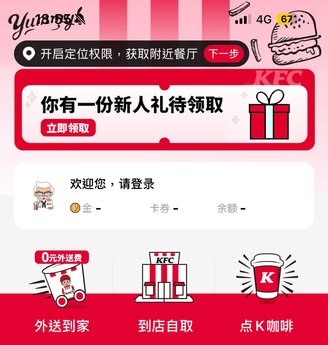 Yummy
4G 67
开启定位权限，获取附近餐厅 下一步
KFC
你有一份新人礼待领取
立即领取
欢迎您，请登录
金 - 卡券 - 余额 -
0元外送费
KFC
K
外送到家 到店自取 点K咖啡